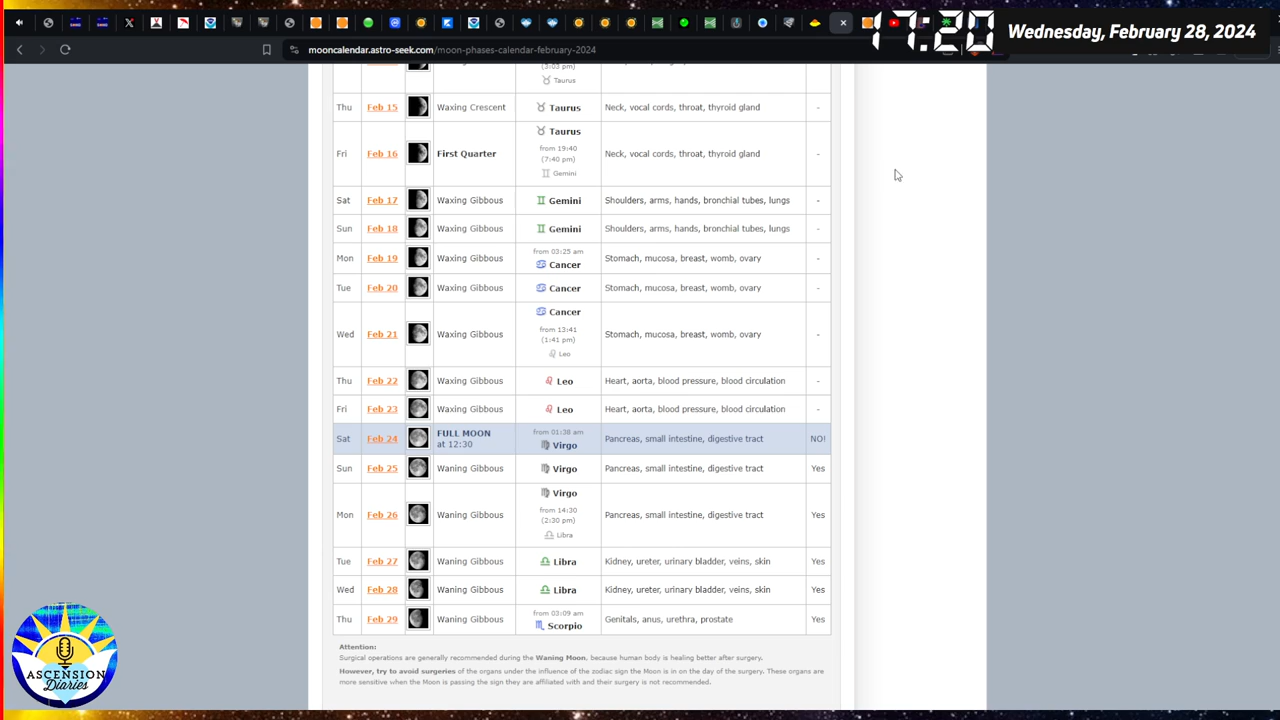 17:20
Wednesday, February 28, 2024
mooncalendar.astro-seek.com/moon-phases-calendar-february-2024
(3:03 pm)
♉ Taurus
Thu Feb 15 Waxing Crescent ♉ Taurus Neck, vocal cords, throat, thyroid gland -
♉ Taurus
Fri Feb 16 First Quarter from 19:40 Neck, vocal cords, throat, thyroid gland -
(7:40 pm)
♊ Gemini
Sat Feb 17 Waxing Gibbous ♊ Gemini Shoulders, arms, hands, bronchial tubes, lungs -
Sun Feb 18 Waxing Gibbous ♊ Gemini Shoulders, arms, hands, bronchial tubes, lungs -
from 03:25 am
Mon Feb 19 Waxing Gibbous ♋ Cancer Stomach, mucosa, breast, womb, ovary -
Tue Feb 20 Waxing Gibbous ♋ Cancer Stomach, mucosa, breast, womb, ovary -
♋ Cancer
Wed Feb 21 Waxing Gibbous from 13:41 Stomach, mucosa, breast, womb, ovary -
(1:41 pm)
♌ Leo
Thu Feb 22 Waxing Gibbous ♌ Leo Heart, aorta, blood pressure, blood circulation -
Fri Feb 23 Waxing Gibbous ♌ Leo Heart, aorta, blood pressure, blood circulation -
FULL MOON from 01:38 am
Sat Feb 24 at 12:30 ♍ Virgo Pancreas, small intestine, digestive tract NO!
Sun Feb 25 Waning Gibbous ♍ Virgo Pancreas, small intestine, digestive tract Yes
♍ Virgo
Mon Feb 26 Waning Gibbous from 14:30 Pancreas, small intestine, digestive tract Yes
(2:30 pm)
♎ Libra
Tue Feb 27 Waning Gibbous ♎ Libra Kidney, ureter, urinary bladder, veins, skin Yes
Wed Feb 28 Waning Gibbous ♎ Libra Kidney, ureter, urinary bladder, veins, skin Yes
from 03:09 am
Thu Feb 29 Waning Gibbous ♏ Scorpio Genitals, anus, urethra, prostate Yes
Attention:
Surgical operations are generally recommended during the Waning Moon, because human body is healing better after surgery.
However, try to avoid surgeries of the organs under the influence of the zodiac sign the Moon is in on the day of the surgery. These organs are
more sensitive when the Moon is passing the sign they are affiliated with and their surgery is not recommended.
ASCENSION
Diaries